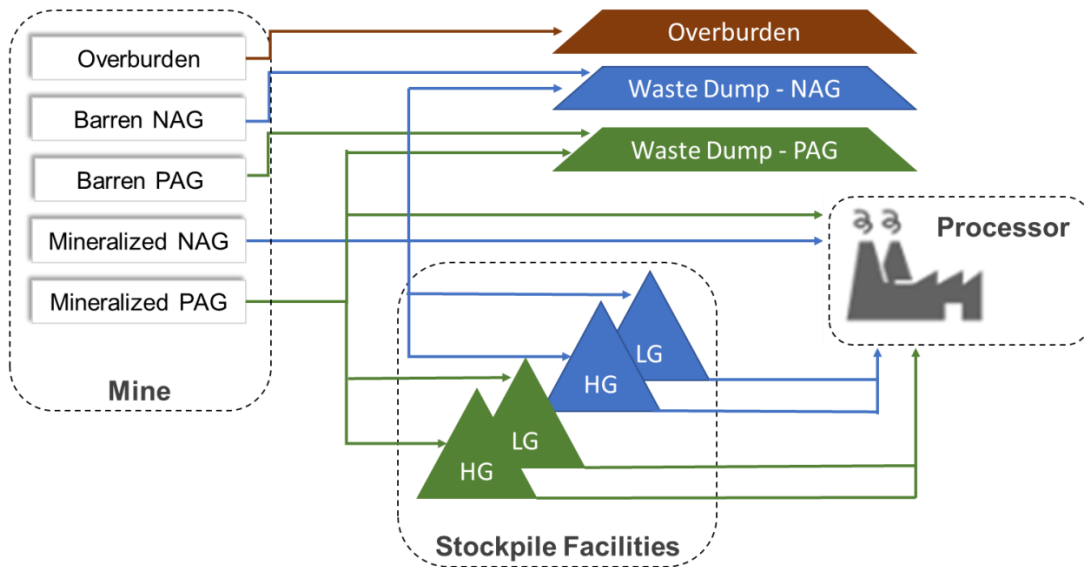 Overburden
Barren NAG
Barren PAG
Mineralized NAG
Mineralized PAG
Mine
Overburden
Waste Dump - NAG
Waste Dump - PAG
Processor
LG
HG
LG
HG
Stockpile Facilities